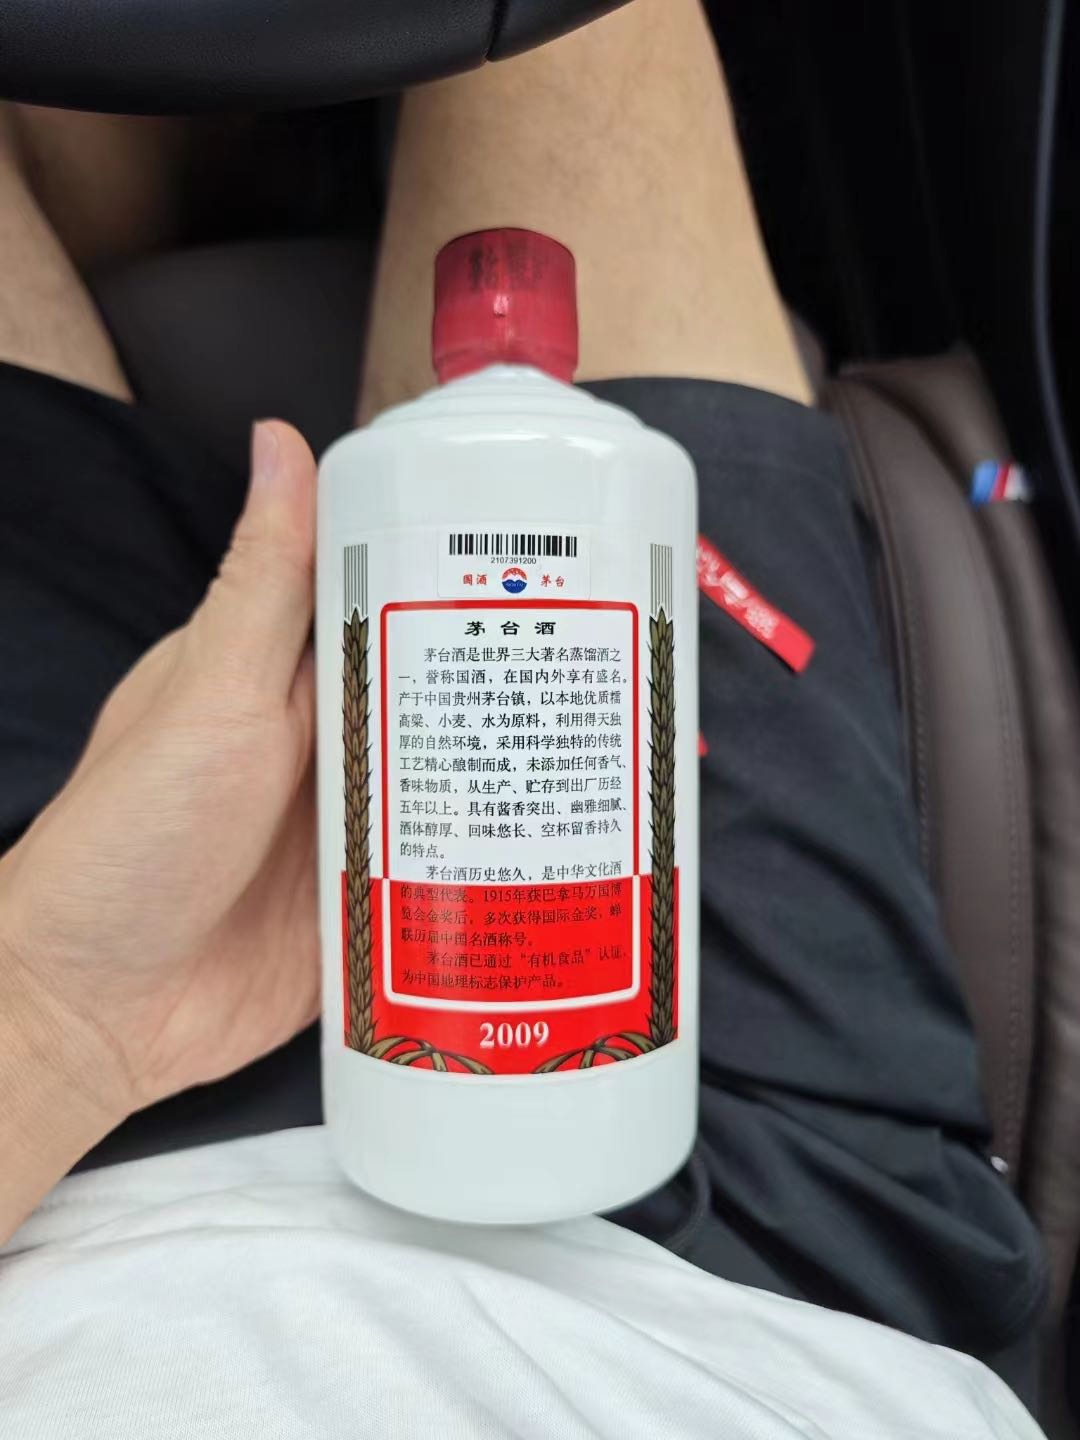 2107391200
国酒 茅台
茅台酒
茅台酒是世界三大著名蒸馏酒之
一,誉称国酒,在国内外享有盛名。
产于中国贵州茅台镇,以本地优质糯
高粱、小麦、水为原料,利用得天独
厚的自然环境,采用科学独特的传统
工艺精心酿制而成,未添加任何香气、
香味物质,从生产、贮存到出厂历经
五年以上。具有酱香突出、幽雅细腻、
酒体醇厚、回味悠长、空杯留香持久
的特点。
茅台酒历史悠久,是中华文化酒
的典型代表。1915年获巴拿马万国博
览会金奖后,多次获得国际金奖,蝉
联历届中国名酒称号。
茅台酒已通过“有机食品”认证,
为中国地理标志保护产品。
2009